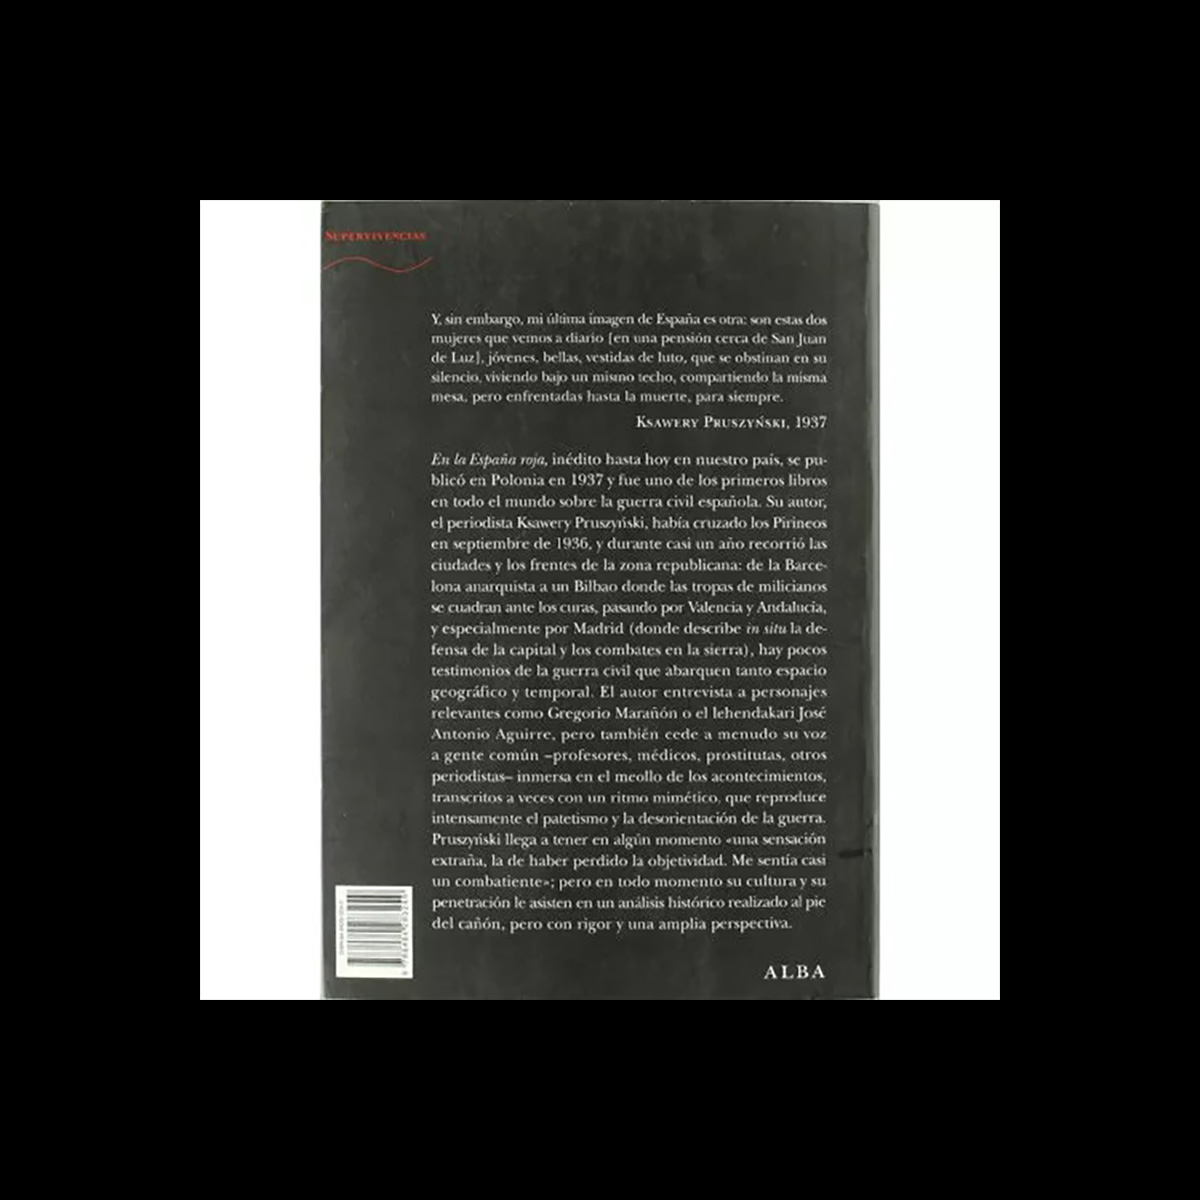 SUPERVIVENCIAS
Y, sin embargo, mi última imagen de España es otra: son estas dos
mujeres que vemos a diario [en una pensión cerca de San Juan
de Luz], jóvenes, bellas, vestidas de luto, que se obstinan en su
silencio, viviendo bajo un mismo techo, compartiendo la misma
mesa, pero enfrentadas hasta la muerte, para siempre.
KSAWERY PRUSZYŃSKI, 1937
En la España roja, inédito hasta hoy en nuestro país, se pu-
blicó en Polonia en 1937 y fue uno de los primeros libros
en todo el mundo sobre la guerra civil española. Su autor,
el periodista Ksawery Pruszyński, había cruzado los Pirineos
en septiembre de 1936, y durante casi un año recorrió las
ciudades y los frentes de la zona republicana: de la Barce-
lona anarquista a un Bilbao donde las tropas de milicianos
se cuadran ante los curas, pasando por Valencia y Andalucía,
y especialmente por Madrid (donde describe in situ la de-
fensa de la capital y los combates en la sierra), hay pocos
testimonios de la guerra civil que abarquen tanto espacio
geográfico y temporal. El autor entrevista a personajes
relevantes como Gregorio Marañón o el lehendakari José
Antonio Aguirre, pero también cede a menudo su voz
a gente común –profesores, médicos, prostitutas, otros
periodistas– inmersa en el meollo de los acontecimientos,
transcritos a veces con un ritmo mimético, que reproduce
intensamente el patetismo y la desorientación de la guerra.
Pruszyński llega a tener en algún momento «una sensación
extraña, la de haber perdido la objetividad. Me sentía casi
un combatiente»; pero en todo momento su cultura y su
penetración le asisten en un análisis histórico realizado al pie
del cañón, pero con rigor y una amplia perspectiva.
ALBA